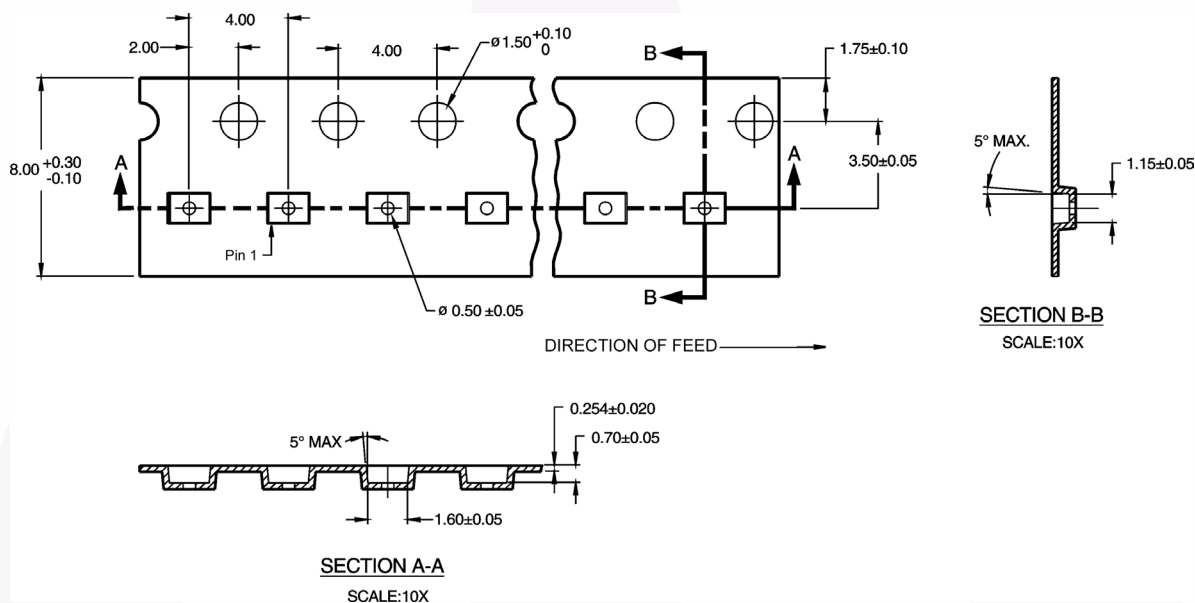 4.00
2.00
4.00
ø1.50 +0.10
0
B
1.75±0.10
8.00 +0.30
-0.10
A
A
3.50±0.05
5° MAX.
1.15±0.05
Pin 1
B
ø 0.50 ±0.05
SECTION B-B
SCALE:10X
DIRECTION OF FEED
0.254±0.020
5° MAX
0.70±0.05
1.60±0.05
SECTION A-A
SCALE:10X